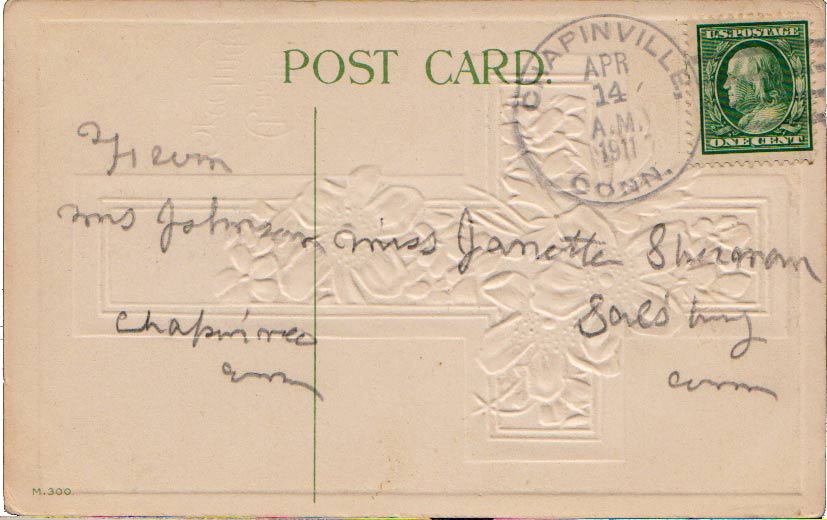 POST CARD.
CHAPINVILLE,
APR
14
A.M.
1911
CONN.
U.S. POSTAGE
ONE CENT
From
Mrs Johnson
Chapinville
Conn
Miss Janette Sherman
Salsbury
Conn
M.300